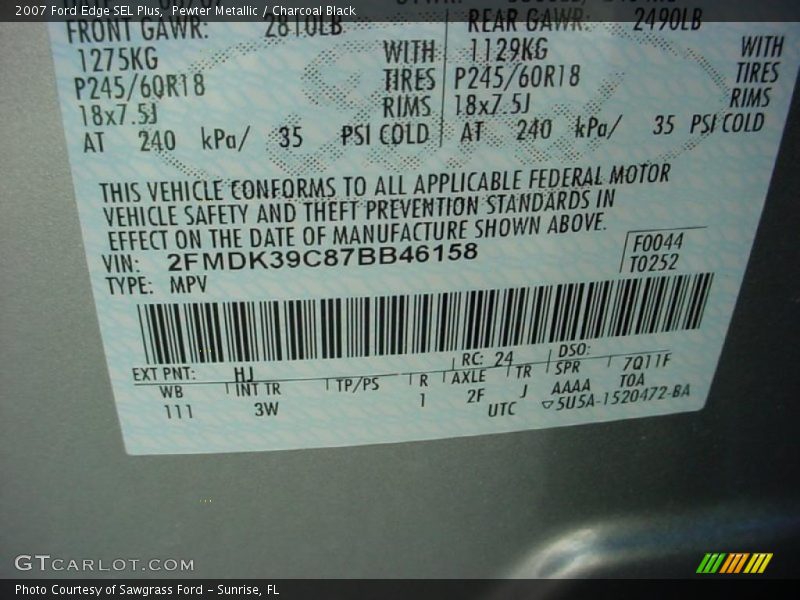 2007 Ford Edge SEL Plus, Pewter Metallic / Charcoal Black
FRONT GAWR: 2810LB REAR GAWR: 2490LB
1275KG WITH 1129KG WITH
P245/60R18 TIRES P245/60R18 TIRES
18x7.5J RIMS 18x7.5J RIMS
AT 240 kPa/ 35 PSI COLD AT 240 kPa/ 35 PSI COLD
THIS VEHICLE CONFORMS TO ALL APPLICABLE FEDERAL MOTOR
VEHICLE SAFETY AND THEFT PREVENTION STANDARDS IN
EFFECT ON THE DATE OF MANUFACTURE SHOWN ABOVE.
VIN: 2FMDK39C87BB46158
F0044
T0252
TYPE: MPV
EXT PNT: HJ RC: 24 DSO:
WB INT TR TP/PS R AXLE TR SPR 7Q11F
111 3W 1 2F J AAAA TOA
UTC ▽5U5A-1520472-BA
GTCARLOT.COM
Photo Courtesy of Sawgrass Ford - Sunrise, FL